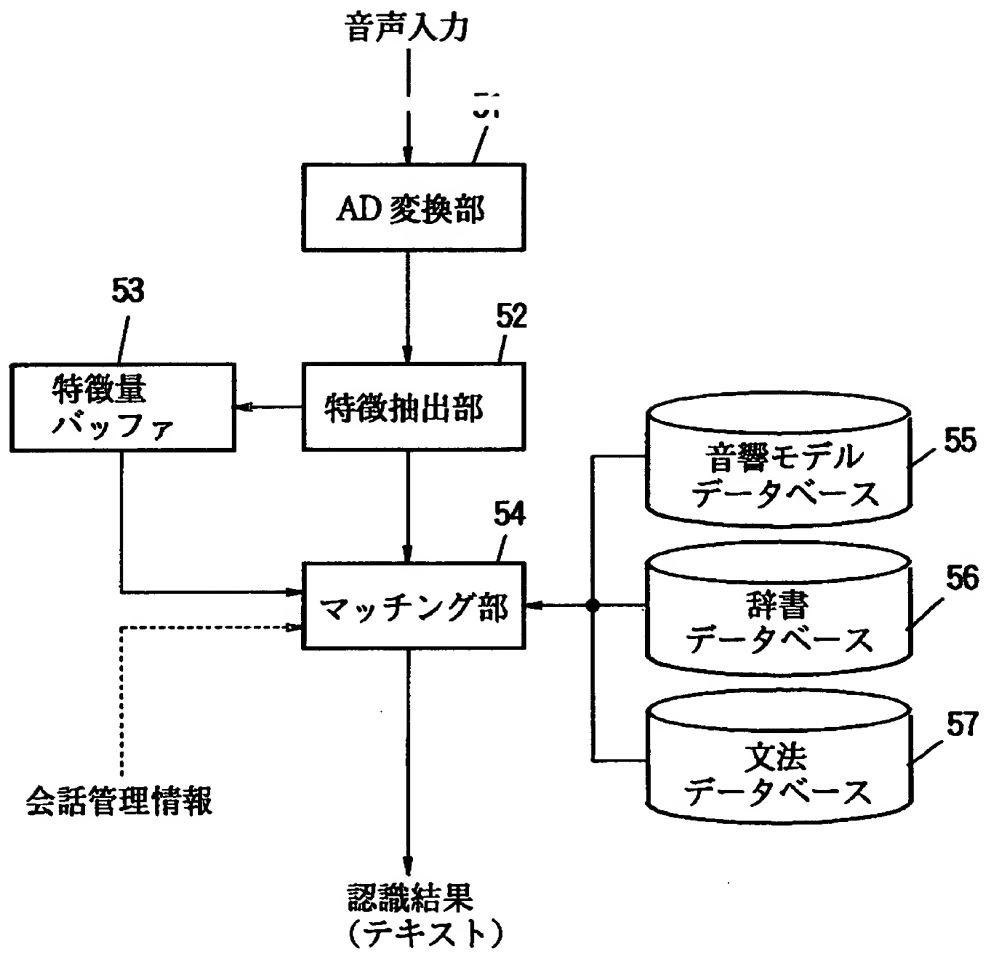 音声入力
AD変換部
53
52
特徴量
バッファ
特徴抽出部
音響モデル
データベース
55
54
マッチング部
辞書
データベース
56
文法
データベース
57
会話管理情報
認識結果
(テキスト)